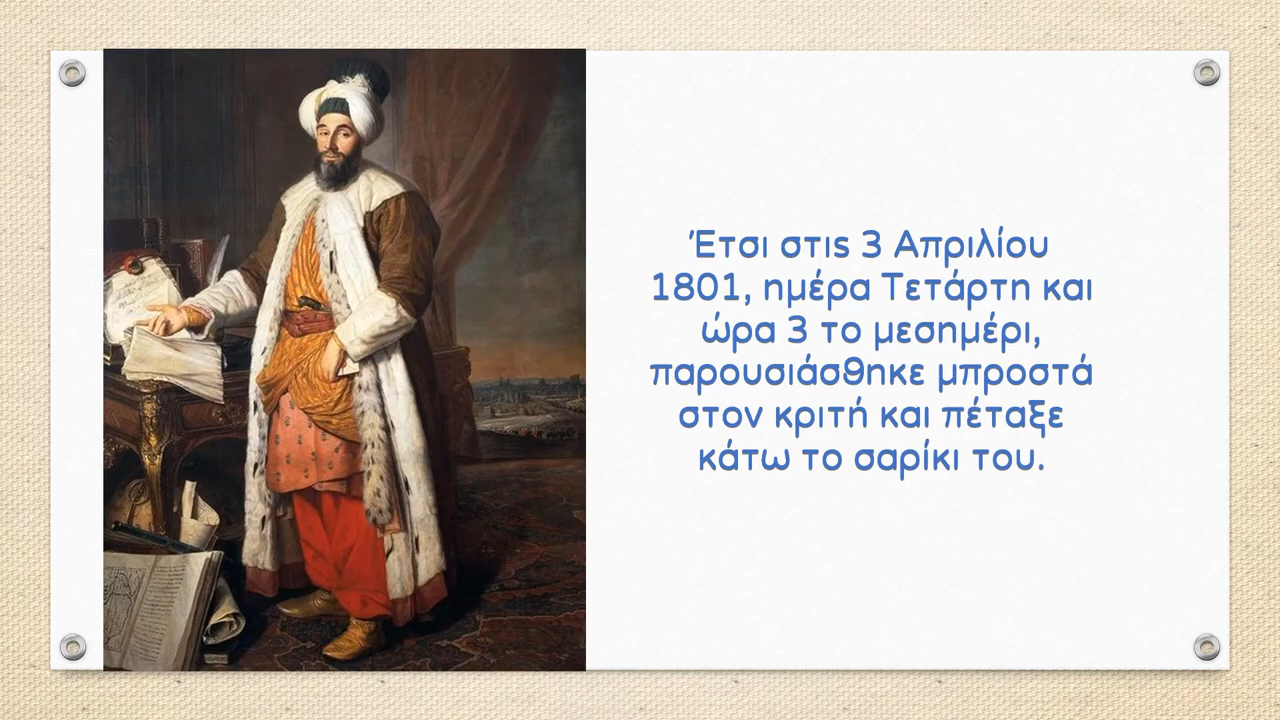 Έτσι στις 3 Απριλίου
1801, ημέρα Τετάρτη και
ώρα 3 το μεσημέρι,
παρουσιάσθηκε μπροστά
στον κριτή και πέταξε
κάτω το σαρίκι του.